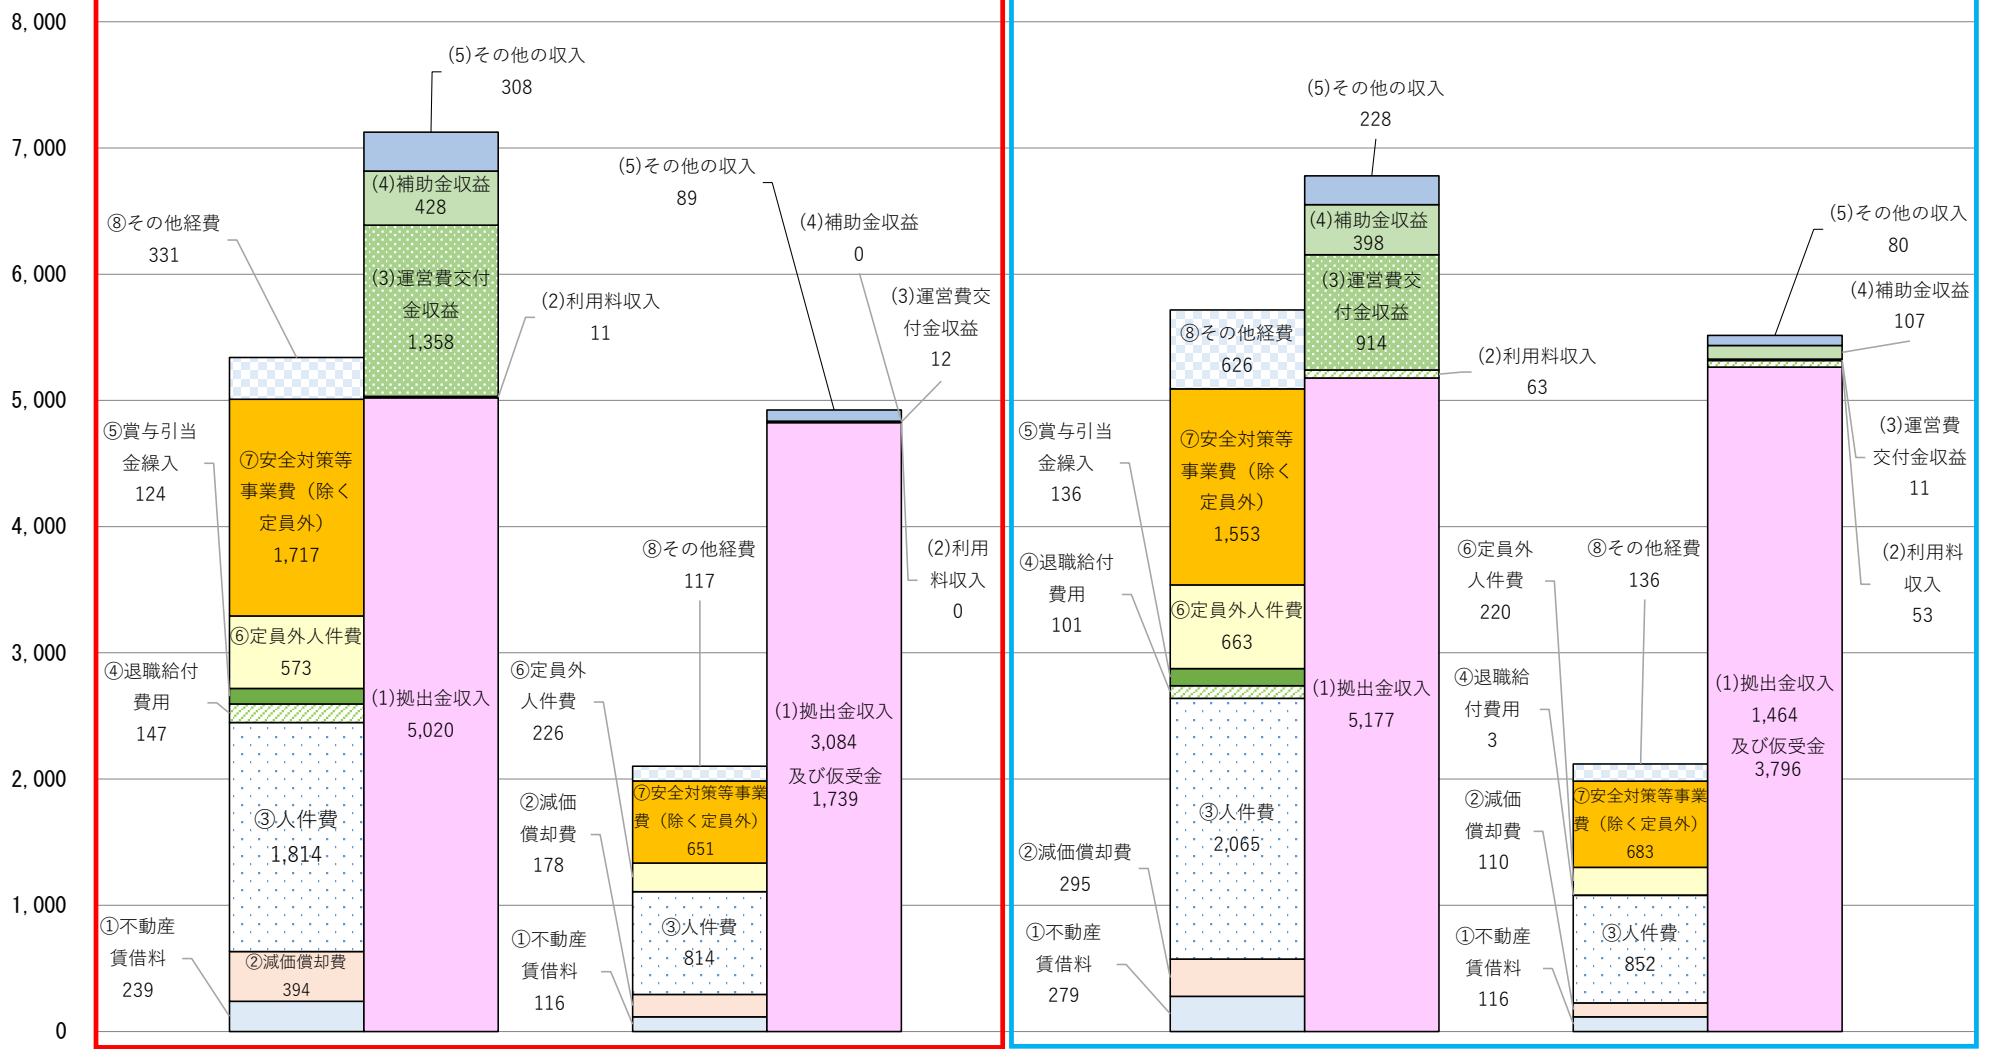 8,000
7,000
6,000
5,000
4,000
3,000
2,000
1,000
0
⑧その他経費
331
⑤賞与引当
金繰入
124
④退職給付
費用
147
①不動産
賃借料
239
⑦安全対策等
事業費（除く
定員外）
1,717
⑥定員外人件費
573
③人件費
1,814
②減価償却費
394
(5)その他の収入
308
(4)補助金収益
428
(3)運営費交付
金収益
1,358
(2)利用料収入
11
(1)拠出金収入
5,020
⑧その他経費
117
⑥定員外
人件費
226
②減価
償却費
178
①不動産
賃借料
116
⑦安全対策等事業
費（除く定員外）
651
③人件費
814
(5)その他の収入
89
(4)補助金収益
0
(3)運営費交
付金収益
12
(2)利用
料収入
0
(1)拠出金収入
3,084
及び仮受金
1,739
⑤賞与引当
金繰入
136
④退職給付
費用
101
②減価償却費
295
①不動産
賃借料
279
⑧その他経費
626
⑦安全対策等
事業費（除く
定員外）
1,553
⑥定員外人件費
663
③人件費
2,065
(5)その他の収入
228
(4)補助金収益
398
(3)運営費交
付金収益
914
(2)利用料収入
63
(1)拠出金収入
5,177
⑥定員外
人件費
220
⑧その他経費
136
④退職給
付費用
3
②減価
償却費
110
①不動産
賃借料
116
⑦安全対策等事業
費（除く定員外）
683
③人件費
852
(5)その他の収入
80
(4)補助金収益
107
(3)運営費
交付金収益
11
(2)利用料
収入
53
(1)拠出金収入
1,464
及び仮受金
3,796